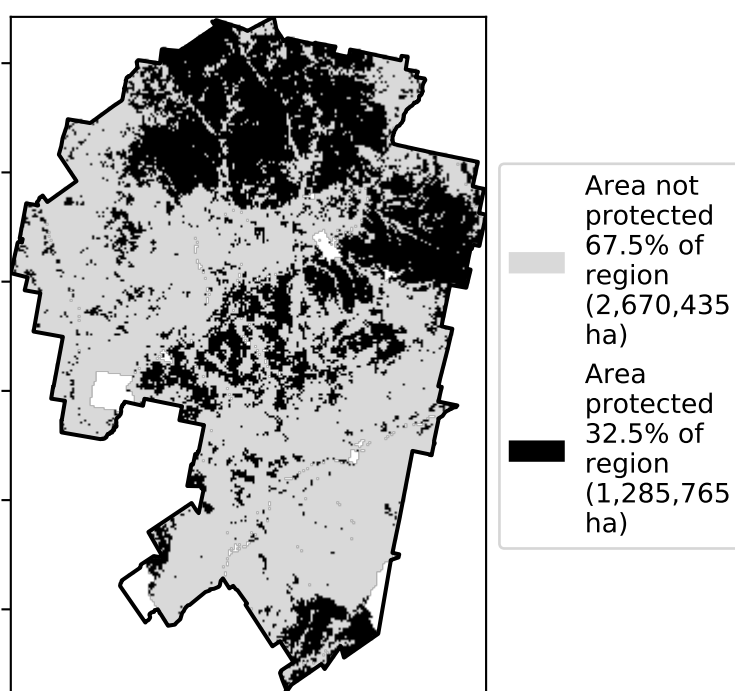 Area not
protected
67.5% of
region
(2,670,435
ha)
Area
protected
32.5% of
region
(1,285,765
ha)